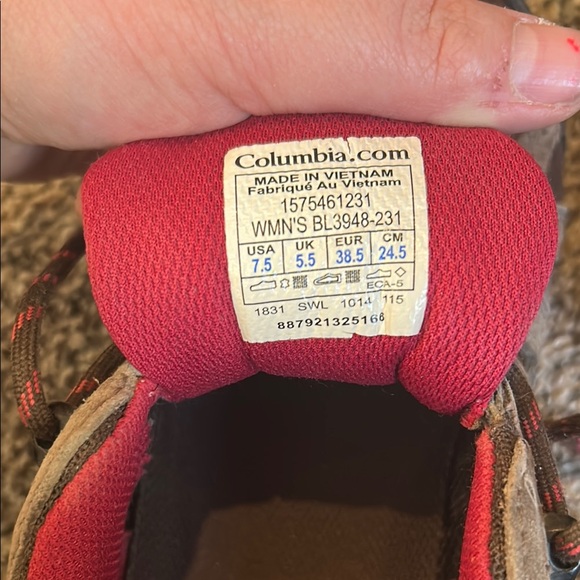 Columbia.com
MADE IN VIETNAM
Fabriqué Au Vietnam
1575461231
WMN'S BL3948-231
USA UK EUR CM
7.5 5.5 38.5 24.5
ECA-5
1831 SWL 1014 115
887921325166